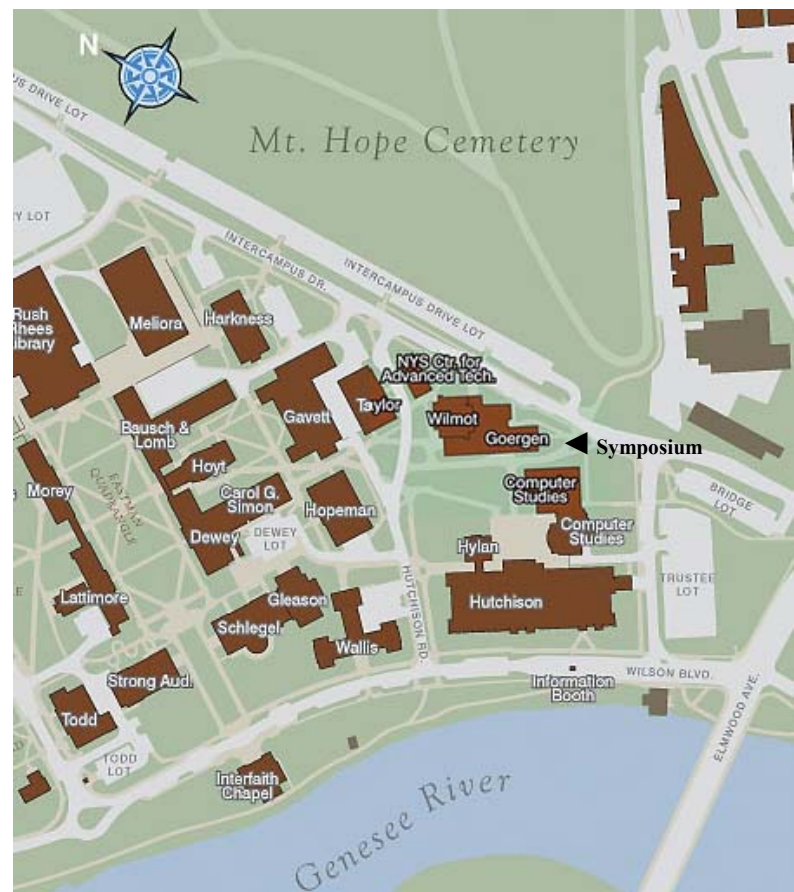 N
US DRIVE LOT
Mt. Hope Cemetery
RY LOT
INTERCAMPUS DR.
INTERCAMPUS DRIVE LOT
Rush
Rhees
Library
Meliora
Harkness
NYS Ctr. for
Advanced Tech.
Gavett
Taylor
Wilmot
Goergen
Symposium
Bausch &
Lomb
Hoyt
Morey
EASTMAN
QUADRANGLE
Carol G.
Simon
Hopeman
Computer
Studies
BRIDGE
LOT
Dewey
DEWEY
LOT
Computer
Studies
Hylan
Lattimore
Gleason
HUTCHISON RD.
Hutchison
TRUSTEE
LOT
Schlegel
Wallis
Strong Aud.
Information
Booth
WILSON BLVD.
ELMWOOD AVE.
Todd
TODD
LOT
Interfaith
Chapel
Genesee River